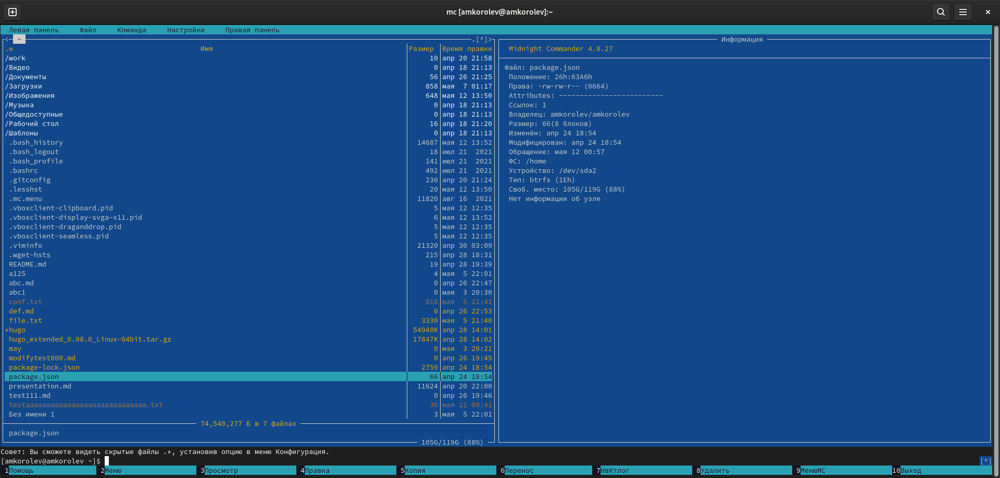 mc [amkorolev@amkorolev]:~
Левая панель Файл Команда Настройки Правая панель
<─ ~ .[^]>
.и Имя Размер Время правки
/work 10 апр 20 21:58
/Видео 0 апр 18 21:13
/Документы 56 апр 26 21:25
/Загрузки 858 мая 7 01:17
/Изображения 648 мая 12 13:50
/Музыка 0 апр 18 21:13
/Общедоступные 0 апр 18 21:13
/Рабочий стол 16 апр 18 21:20
/Шаблоны 0 апр 18 21:13
.bash_history 14687 мая 12 13:52
.bash_logout 18 июл 21 2021
.bash_profile 141 июл 21 2021
.bashrc 492 июл 21 2021
.gitconfig 236 апр 20 21:24
.lesshst 20 мая 12 13:50
.mc.menu 11820 авг 16 2021
.vboxclient-clipboard.pid 5 мая 12 12:35
.vboxclient-display-svga-x11.pid 6 мая 12 13:52
.vboxclient-draganddrop.pid 5 мая 12 12:35
.vboxclient-seamless.pid 5 мая 12 12:35
.viminfo 21320 апр 30 03:09
.wget-hsts 215 апр 28 18:31
README.md 19 апр 28 19:39
a125 4 мая 5 22:01
abc.md 0 апр 26 22:47
abc1 0 мая 3 20:30
conf.txt 818 мая 5 21:41
def.md 0 апр 26 22:53
file.txt 3330 мая 5 21:40
*hugo 54940K апр 28 14:01
hugo_extended_0.98.0_Linux-64bit.tar.gz 17847K апр 28 14:02
may 0 мая 3 20:21
modifytest000.md 0 апр 26 19:45
package-lock.json 2759 апр 24 18:54
package.json 66 апр 24 18:54
presentation.md 11624 апр 20 22:00
test111.md 0 апр 26 19:46
testaaaaaaaaaaaaaaaaaaaaaaaaaaaaa.txt 30 мая 12 00:41
Без имени 1 3 мая 5 22:01
74,540,277 Б в 7 файлах
package.json
105G/119G (88%)
Информация
Midnight Commander 4.8.27
Файл: package.json
Положение: 26h:63A6h
Права: -rw-rw-r-- (0664)
Attributes: -------------------------
Ссылок: 1
Владелец: amkorolev/amkorolev
Размер: 66(8 блоков)
Изменён: апр 24 18:54
Модифицирован: апр 24 18:54
Обращение: мая 12 00:57
ФС: /home
Устройство: /dev/sda2
Тип: btrfs (1Eh)
Своб. место: 105G/119G (88%)
Нет информации об узле
Совет: Вы сможете видеть скрытые файлы .*, установив опцию в меню Конфигурация.
[amkorolev@amkorolev ~]$ [^]
1Помощь 2Меню 3Просмотр 4Правка 5Копия 6Перенос 7НвКтлог 8Удалить 9МенюMC 10Выход